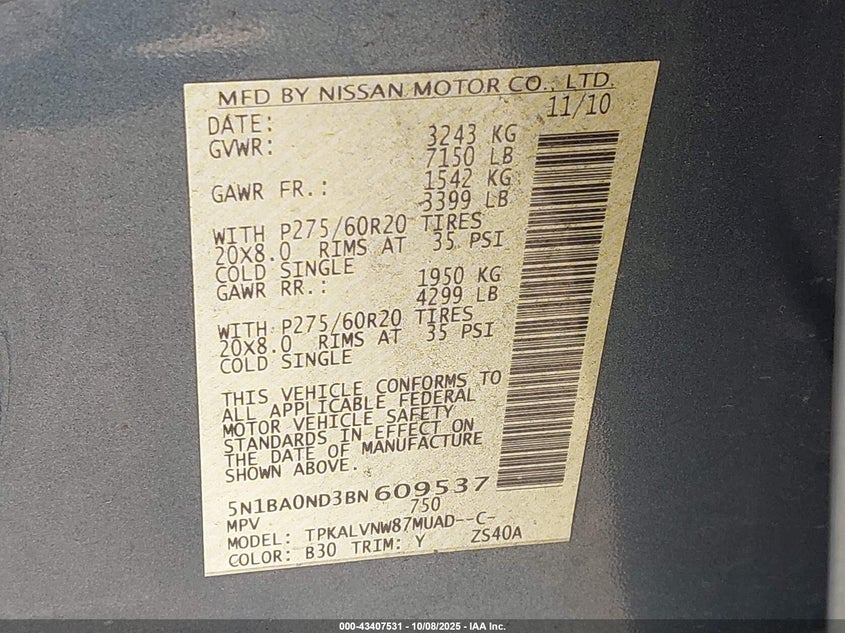 MFD BY NISSAN MOTOR CO., LTD.
DATE: 11/10
GVWR: 3243 KG
7150 LB
GAWR FR.: 1542 KG
3399 LB
WITH P275/60R20 TIRES
20X8.0 RIMS AT 35 PSI
COLD SINGLE
GAWR RR.: 1950 KG
4299 LB
WITH P275/60R20 TIRES
20X8.0 RIMS AT 35 PSI
COLD SINGLE
THIS VEHICLE CONFORMS TO
ALL APPLICABLE FEDERAL
MOTOR VEHICLE SAFETY
STANDARDS IN EFFECT ON
THE DATE OF MANUFACTURE
SHOWN ABOVE.
5N1BA0ND3BN609537
MPV 750
MODEL: TPKALVNW87MUAD--C-
COLOR: B30 TRIM: Y ZS40A
000-43407531 - 10/08/2025 - IAA Inc.